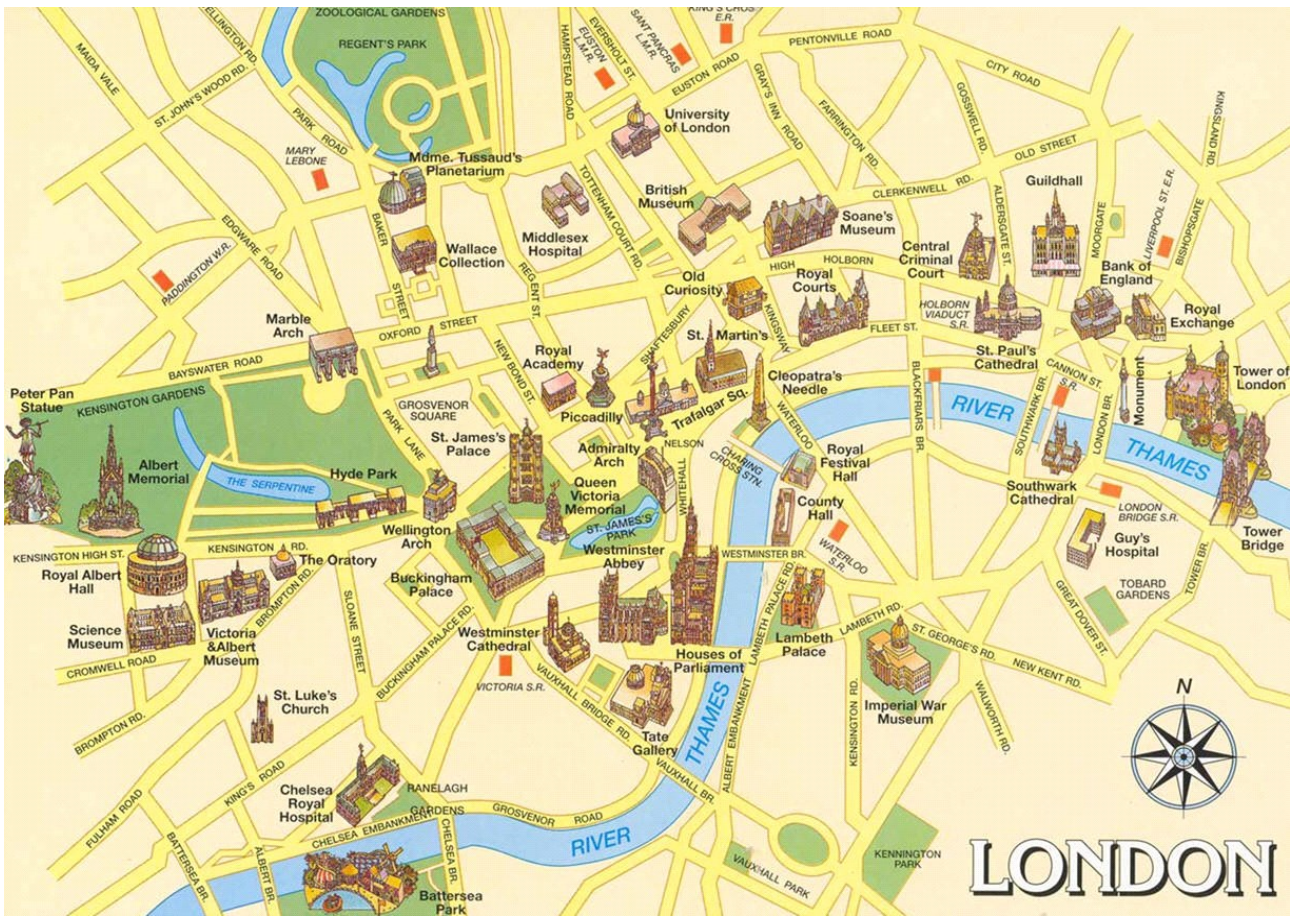 ZOOLOGICAL GARDENS
REGENT'S PARK
MAIDA VALE
ST. JOHN'S WOOD RD.
PARK ROAD
MARY
LEBONE
HAMPSTEAD ROAD
EVERSHOLT ST.
EUSTON
L.M.R.
SANT PANCRAS
L.M.R.
KING'S CROS
E.R.
EUSTON ROAD
PENTONVILLE ROAD
CITY ROAD
GRAY'S INN ROAD
FARRINGTON RD.
GOSSWELL RD.
OLD STREET
KINGSLAND RD.
University
of London
Mdme. Tussaud's
Planetarium
TOTTENHAM COURT RD.
British
Museum
CLERKENWELL RD.
Soane's
Museum
ALDERSGATE ST.
Guildhall
MOORGATE
LIVERPOOL ST. E.R.
BISHOPSGATE
EDGWARE ROAD
PADDINGTON W.R.
BAKER
STREET
Wallace
Collection
Middlesex
Hospital
REGENT ST.
Central
Criminal
Court
HIGH HOLBORN
Old
Curiosity
KINGSWAY
Royal
Courts
HOLBORN
VIADUCT
S.R.
Bank of
England
Royal
Exchange
Marble
Arch
OXFORD STREET
NEW BOND ST.
SHAFTESBURY
St. Martin's
FLEET ST.
St. Paul's
Cathedral
CANNON ST.
S.R.
Monument
Tower of
London
BAYSWATER ROAD
Peter Pan
Statue
KENSINGTON GARDENS
PARK LANE
GROSVENOR
SQUARE
Royal
Academy
Piccadilly
Trafalgar Sq.
Cleopatra's
Needle
WATERLOO
BLACKFRIARS BR.
RIVER
SOUTHWARK BR.
LONDON BR.
THAMES
Albert
Memorial
THE SERPENTINE
Hyde Park
St. James's
Palace
Admiralty
Arch
NELSON
WHITEHALL
CHARING
CROSS STN.
Royal
Festival
Hall
Southwark
Cathedral
LONDON
BRIDGE S.R.
Tower
Bridge
Queen
Victoria
Memorial
ST. JAMES'S
PARK
County
Hall
WATERLOO
S.R.
Guy's
Hospital
TOBARD
GARDENS
TOWER BR.
GREAT DOVER ST.
KENSINGTON HIGH ST.
KENSINGTON RD.
Royal Albert
Hall
The Oratory
Wellington
Arch
Buckingham
Palace
Westminster
Abbey
WESTMINSTER BR.
LAMBETH PALACE RD.
Lambeth
Palace
LAMBETH RD.
ST. GEORGE'S RD.
NEW KENT RD.
WALWORTH RD.
Science
Museum
Victoria
&Albert
Museum
BROMPTON RD.
SLOANE STREET
BUCKINGHAM PALACE RD.
Westminster
Cathedral
VICTORIA S.R.
VAUXHALL BRIDGE RD
Houses of
Parliament
CROMWELL ROAD
BROMPTON RD.
St. Luke's
Church
Tate
Gallery
THAMES
ALBERT EMBANKMENT
KENSINGTON RD.
Imperial War
Museum
FULHAM ROAD
KING'S ROAD
Chelsea
Royal
Hospital
RANELAGH
GARDENS
GROSVENOR ROAD
VAUXHALL BR.
CHELSEA EMBANKMENT
CHELSEA BR.
RIVER
BATTERSEA BR.
ALBERT BR.
Battersea
Park
VAUXHALL PARK
KENNINGTON
PARK
N
LONDON